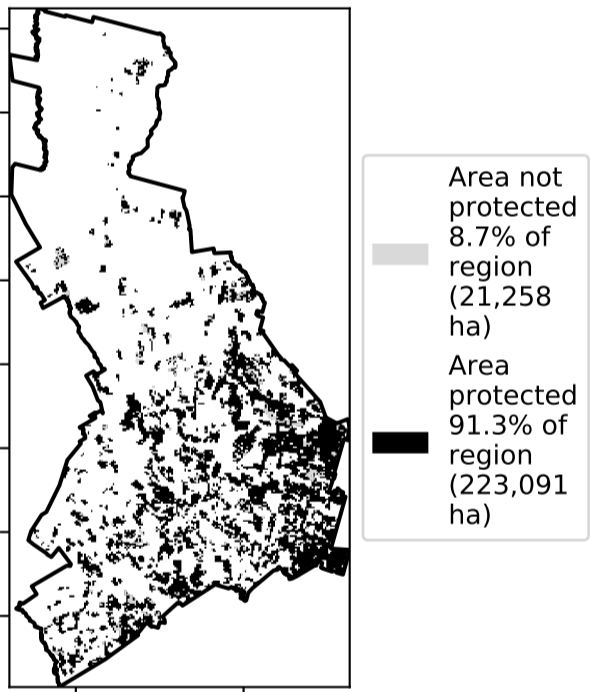 Area not
protected
8.7% of
region
(21,258
ha)
Area
protected
91.3% of
region
(223,091
ha)